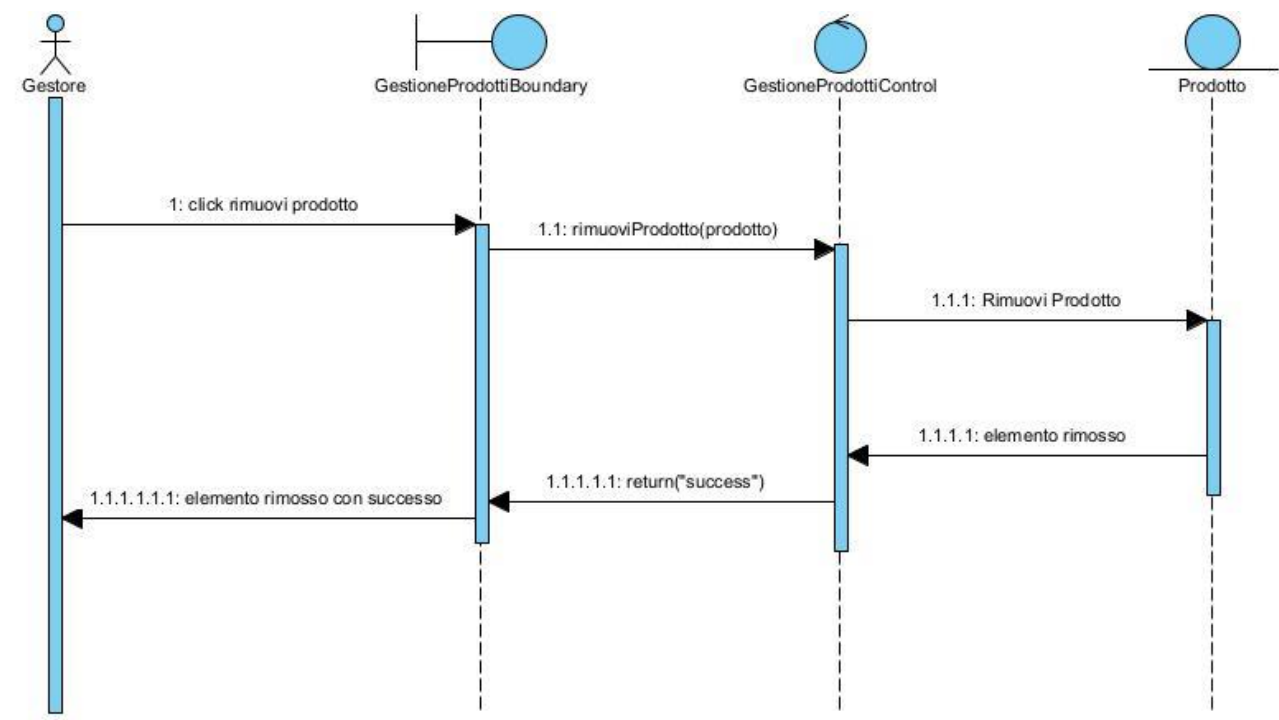 Gestore
GestioneProdottiBoundary
GestioneProdottiControl
Prodotto
1: click rimuovi prodotto
1.1: rimuoviProdotto(prodotto)
1.1.1: Rimuovi Prodotto
1.1.1.1: elemento rimosso
1.1.1.1.1: return("success")
1.1.1.1.1.1: elemento rimosso con successo